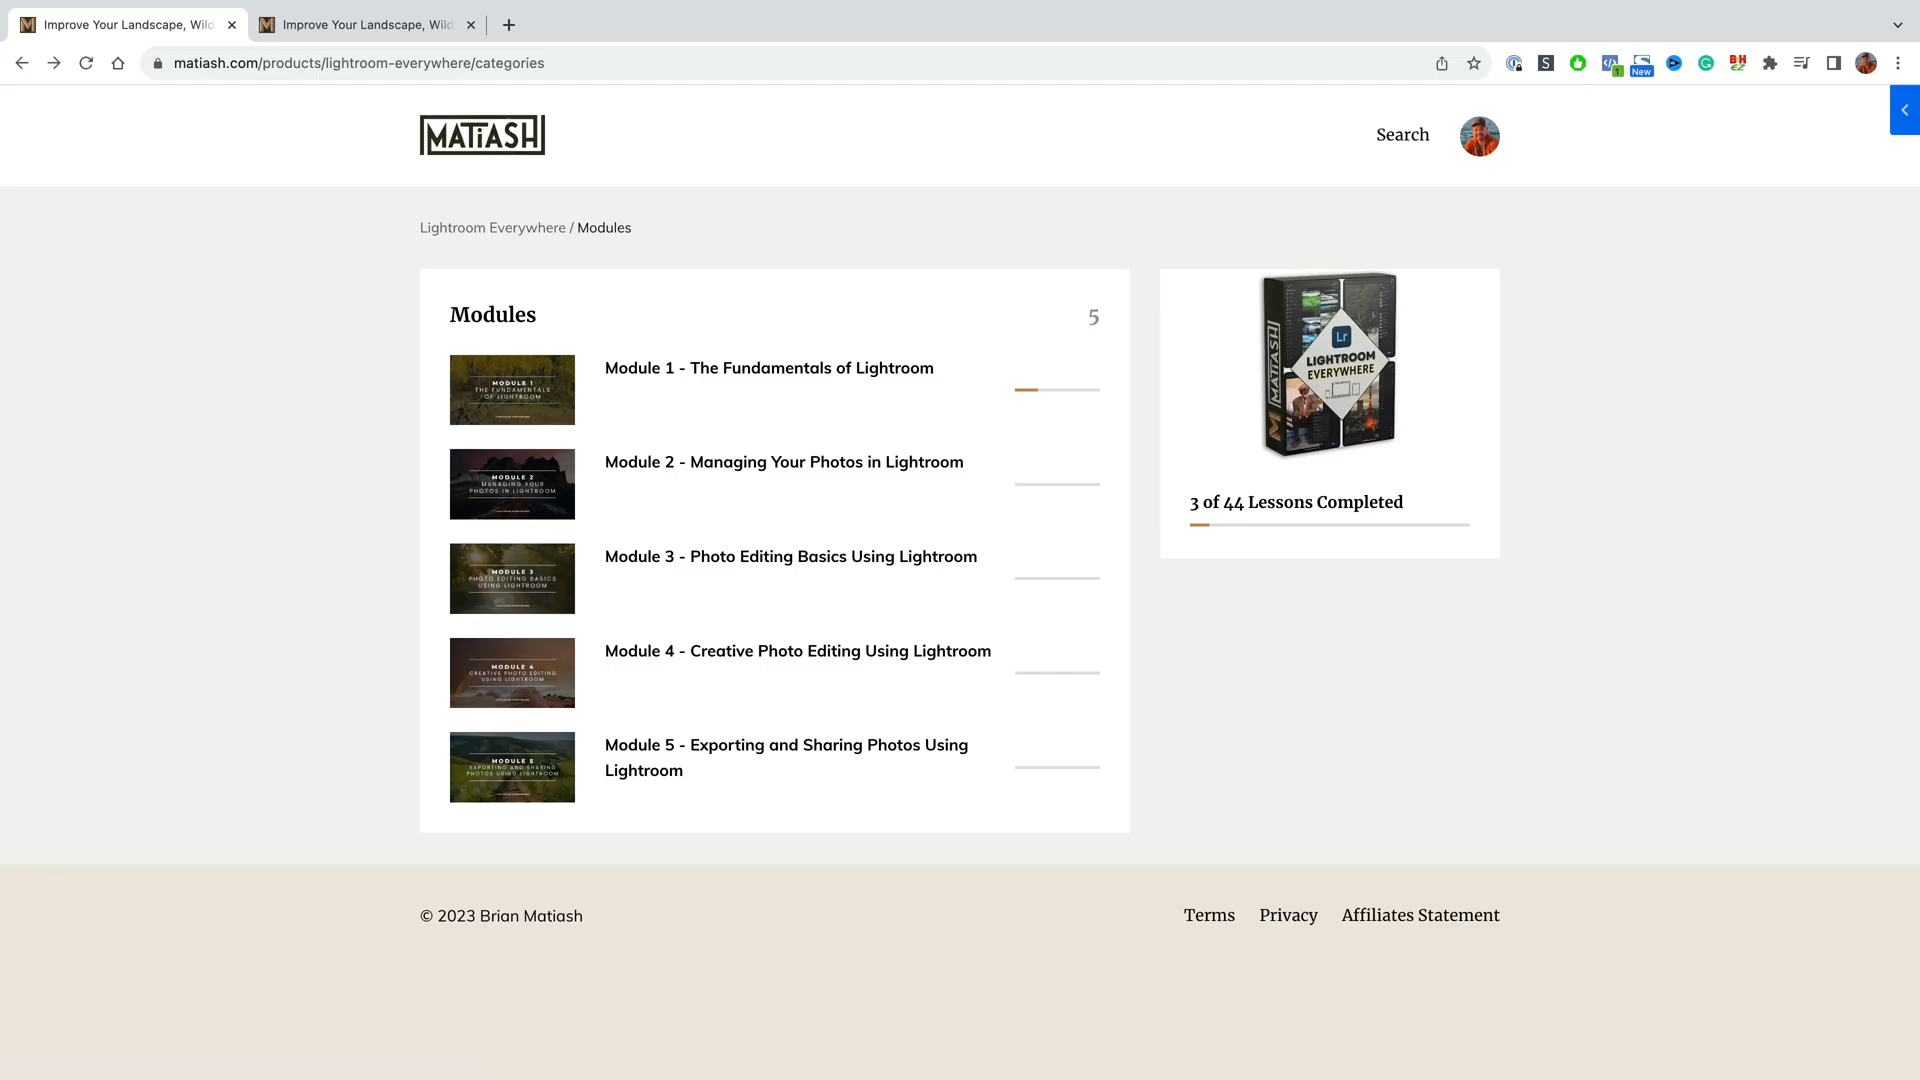 Improve Your Landscape, Wild
Improve Your Landscape, Wild
matiash.com/products/lightroom-everywhere/categories
S
1
New
BH
EZ
MATiASH
Search
Lightroom Everywhere / Modules
Modules
5
MODULE 1
THE FUNDAMENTALS
OF LIGHTROOM
Module 1 - The Fundamentals of Lightroom
MODULE 2
MANAGING YOUR
PHOTOS IN LIGHTROOM
Module 2 - Managing Your Photos in Lightroom
MODULE 3
PHOTO EDITING BASICS
USING LIGHTROOM
Module 3 - Photo Editing Basics Using Lightroom
MODULE 4
CREATIVE PHOTO EDITING
USING LIGHTROOM
Module 4 - Creative Photo Editing Using Lightroom
MODULE 5
EXPORTING AND SHARING
PHOTOS USING LIGHTROOM
Module 5 - Exporting and Sharing Photos Using
Lightroom
MATIASH
Lr
LIGHTROOM
EVERYWHERE
3 of 44 Lessons Completed
© 2023 Brian Matiash
Terms Privacy Affiliates Statement